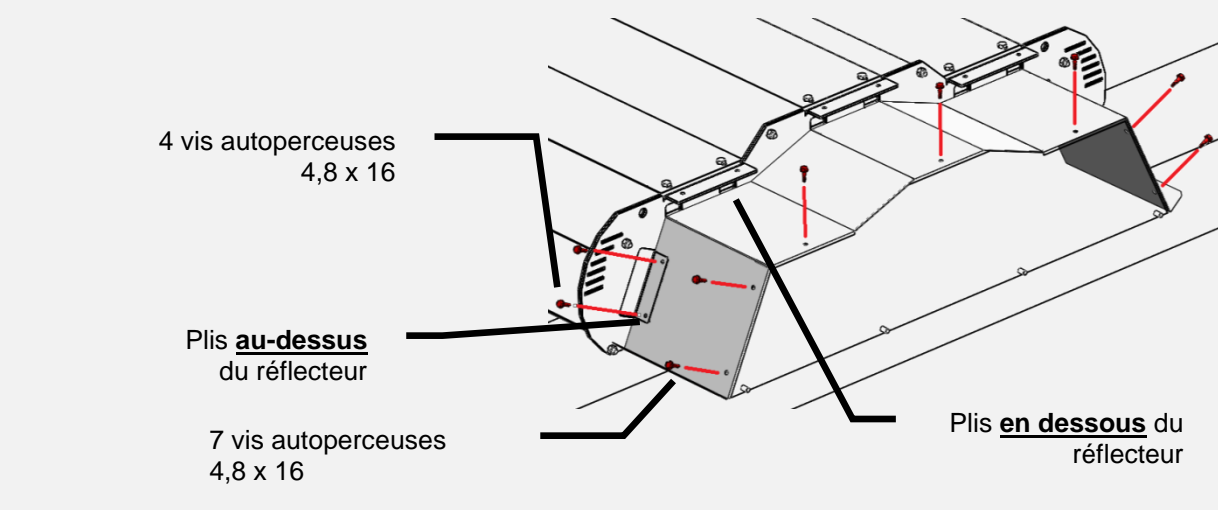 4 vis autoperceuses
4,8 x 16
Plis au-dessus
du réflecteur
7 vis autoperceuses
4,8 x 16
Plis en dessous du
réflecteur